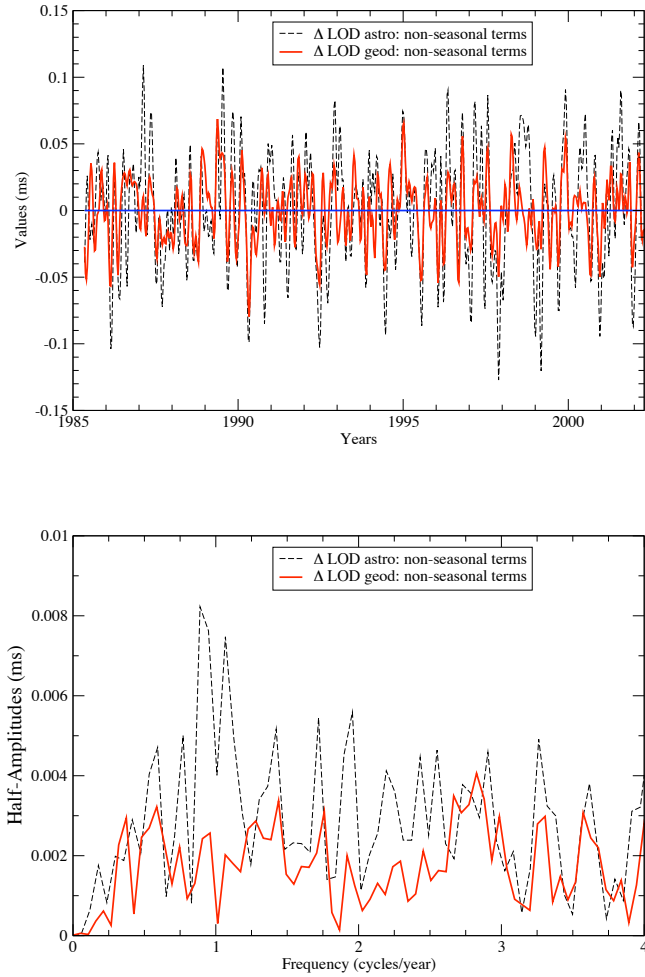 0.15
Δ LOD astro: non-seasonal terms
Δ LOD geod: non-seasonal terms
0.1
0.05
Values (ms)
0
-0.05
-0.1
-0.15
1985 1990 1995 2000
Years
0.01
Δ LOD astro: non-seasonal terms
Δ LOD geod: non-seasonal terms
0.008
0.006
Half-Amplitudes (ms)
0.004
0.002
0
0 1 2 3 4
Frequency (cycles/year)